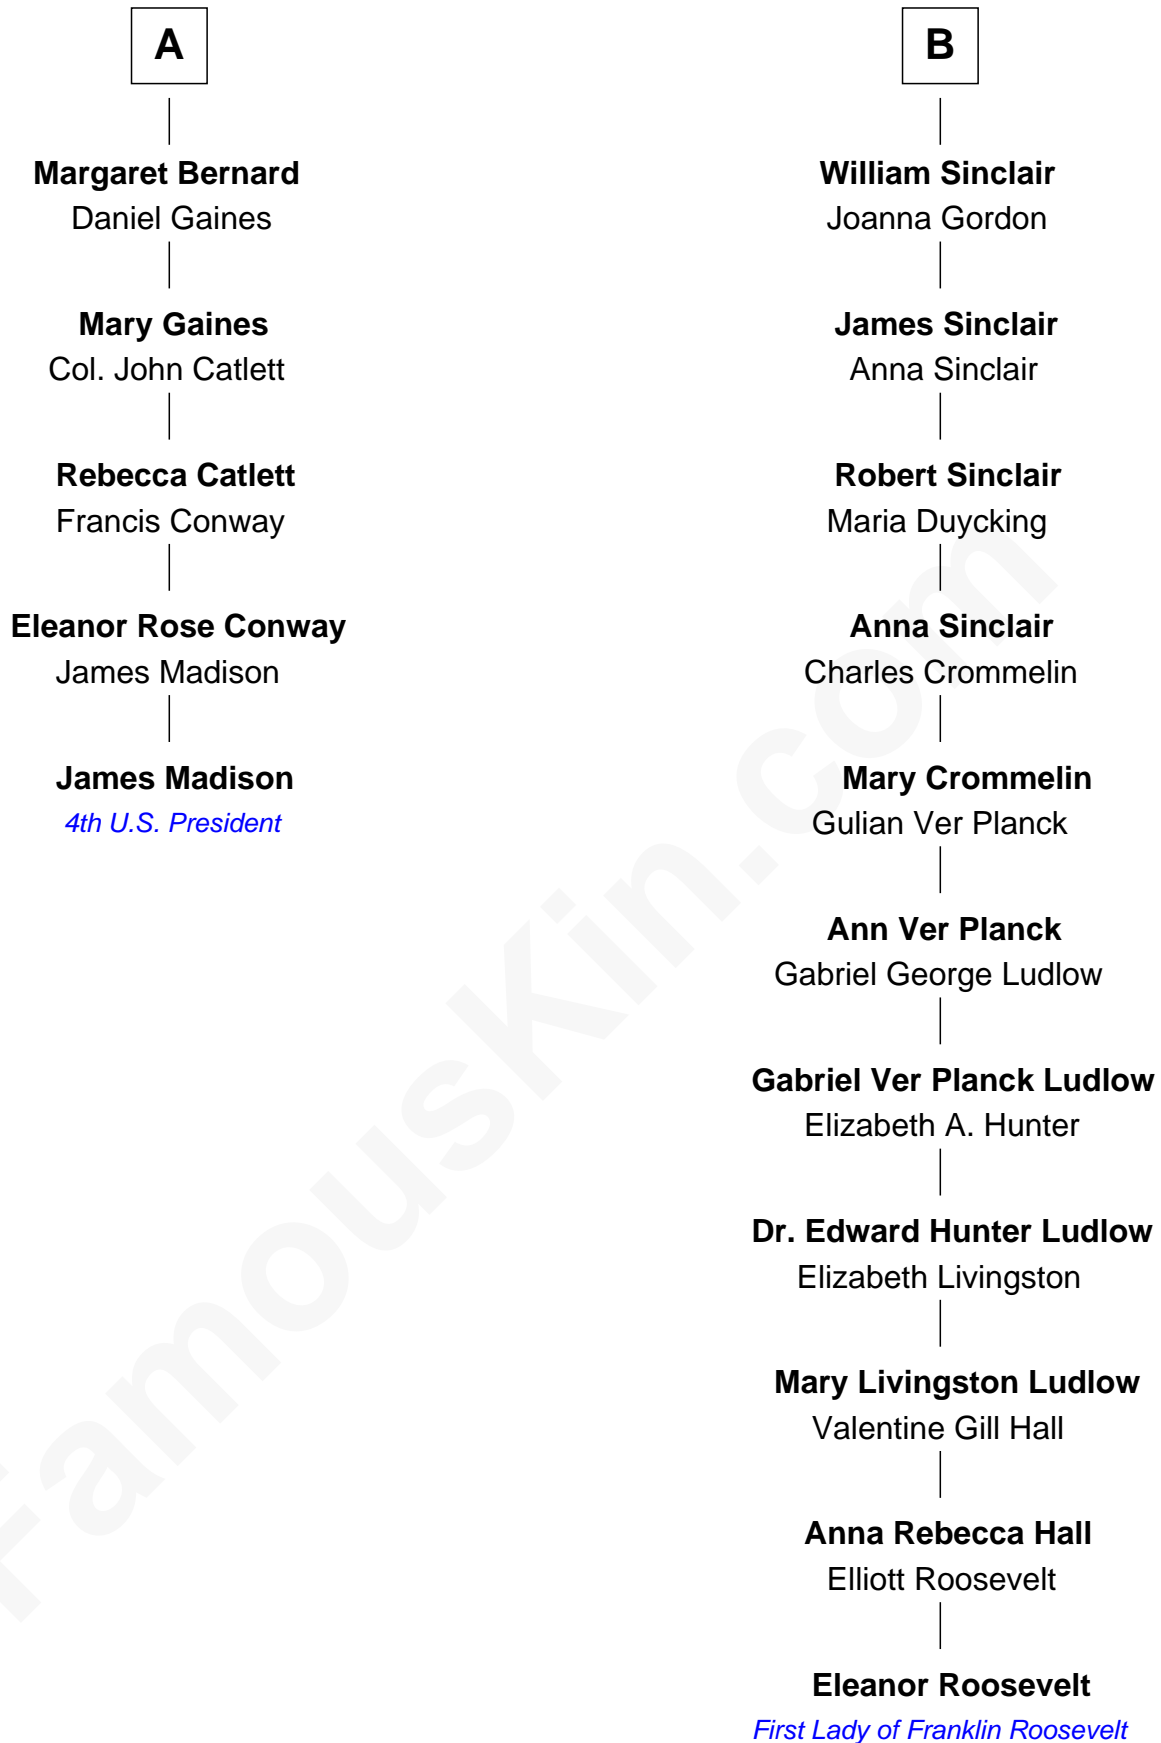 A
Margaret Bernard
Daniel Gaines
Mary Gaines
Col. John Catlett
Rebecca Catlett
Francis Conway
Eleanor Rose Conway
James Madison
James Madison
4th U.S. President
B
William Sinclair
Joanna Gordon
James Sinclair
Anna Sinclair
Robert Sinclair
Maria Duycking
Anna Sinclair
Charles Crommelin
Mary Crommelin
Gulian Ver Planck
Ann Ver Planck
Gabriel George Ludlow
Gabriel Ver Planck Ludlow
Elizabeth A. Hunter
Dr. Edward Hunter Ludlow
Elizabeth Livingston
Mary Livingston Ludlow
Valentine Gill Hall
Anna Rebecca Hall
Elliott Roosevelt
Eleanor Roosevelt
First Lady of Franklin Roosevelt
FamousKin.com